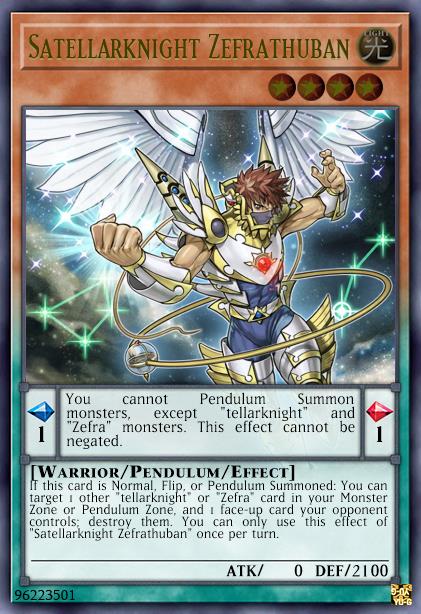 SATELLARKNIGHT ZEFRATHUBAN
LIGHT
光
You cannot Pendulum Summon
monsters, except "tellarknight" and
"Zefra" monsters. This effect cannot be
negated.
1
1
[WARRIOR/PENDULUM/EFFECT]
If this card is Normal, Flip, or Pendulum Summoned: You can
target 1 other "tellarknight" or "Zefra" card in your Monster
Zone or Pendulum Zone, and 1 face-up card your opponent
controls; destroy them. You can only use this effect of
"Satellarknight Zefrathuban" once per turn.
ATK/ 0 DEF/2100
96223501